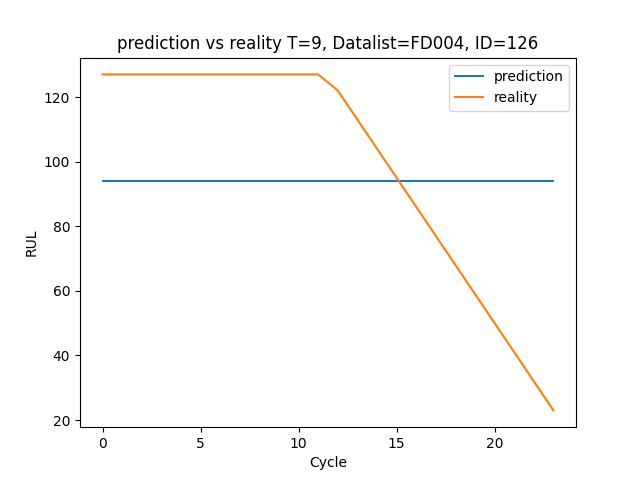 prediction vs reality T=9, Datalist=FD004, ID=126
prediction
reality
RUL
120
100
80
60
40
20
0 5 10 15 20
Cycle